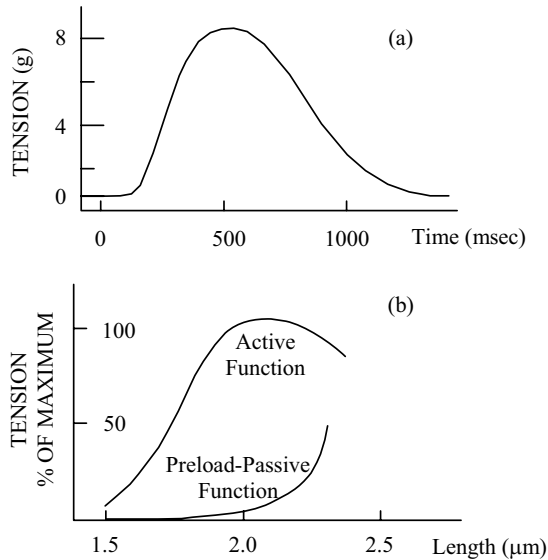 (a)
TENSION (g)
8
4
0
0
500
1000
Time (msec)
(b)
TENSION
% OF MAXIMUM
100
50
Active
Function
Preload-Passive
Function
1.5
2.0
2.5
Length (μm)